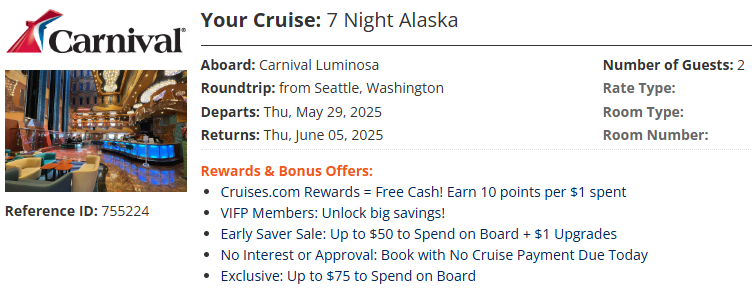 Carnival
Your Cruise: 7 Night Alaska
Aboard: Carnival Luminosa
Roundtrip: from Seattle, Washington
Departs: Thu, May 29, 2025
Returns: Thu, June 05, 2025
Number of Guests: 2
Rate Type:
Room Type:
Room Number:
Rewards & Bonus Offers:
• Cruises.com Rewards = Free Cash! Earn 10 points per $1 spent
• VIFP Members: Unlock big savings!
• Early Saver Sale: Up to $50 to Spend on Board + $1 Upgrades
• No Interest or Approval: Book with No Cruise Payment Due Today
• Exclusive: Up to $75 to Spend on Board
Reference ID: 755224